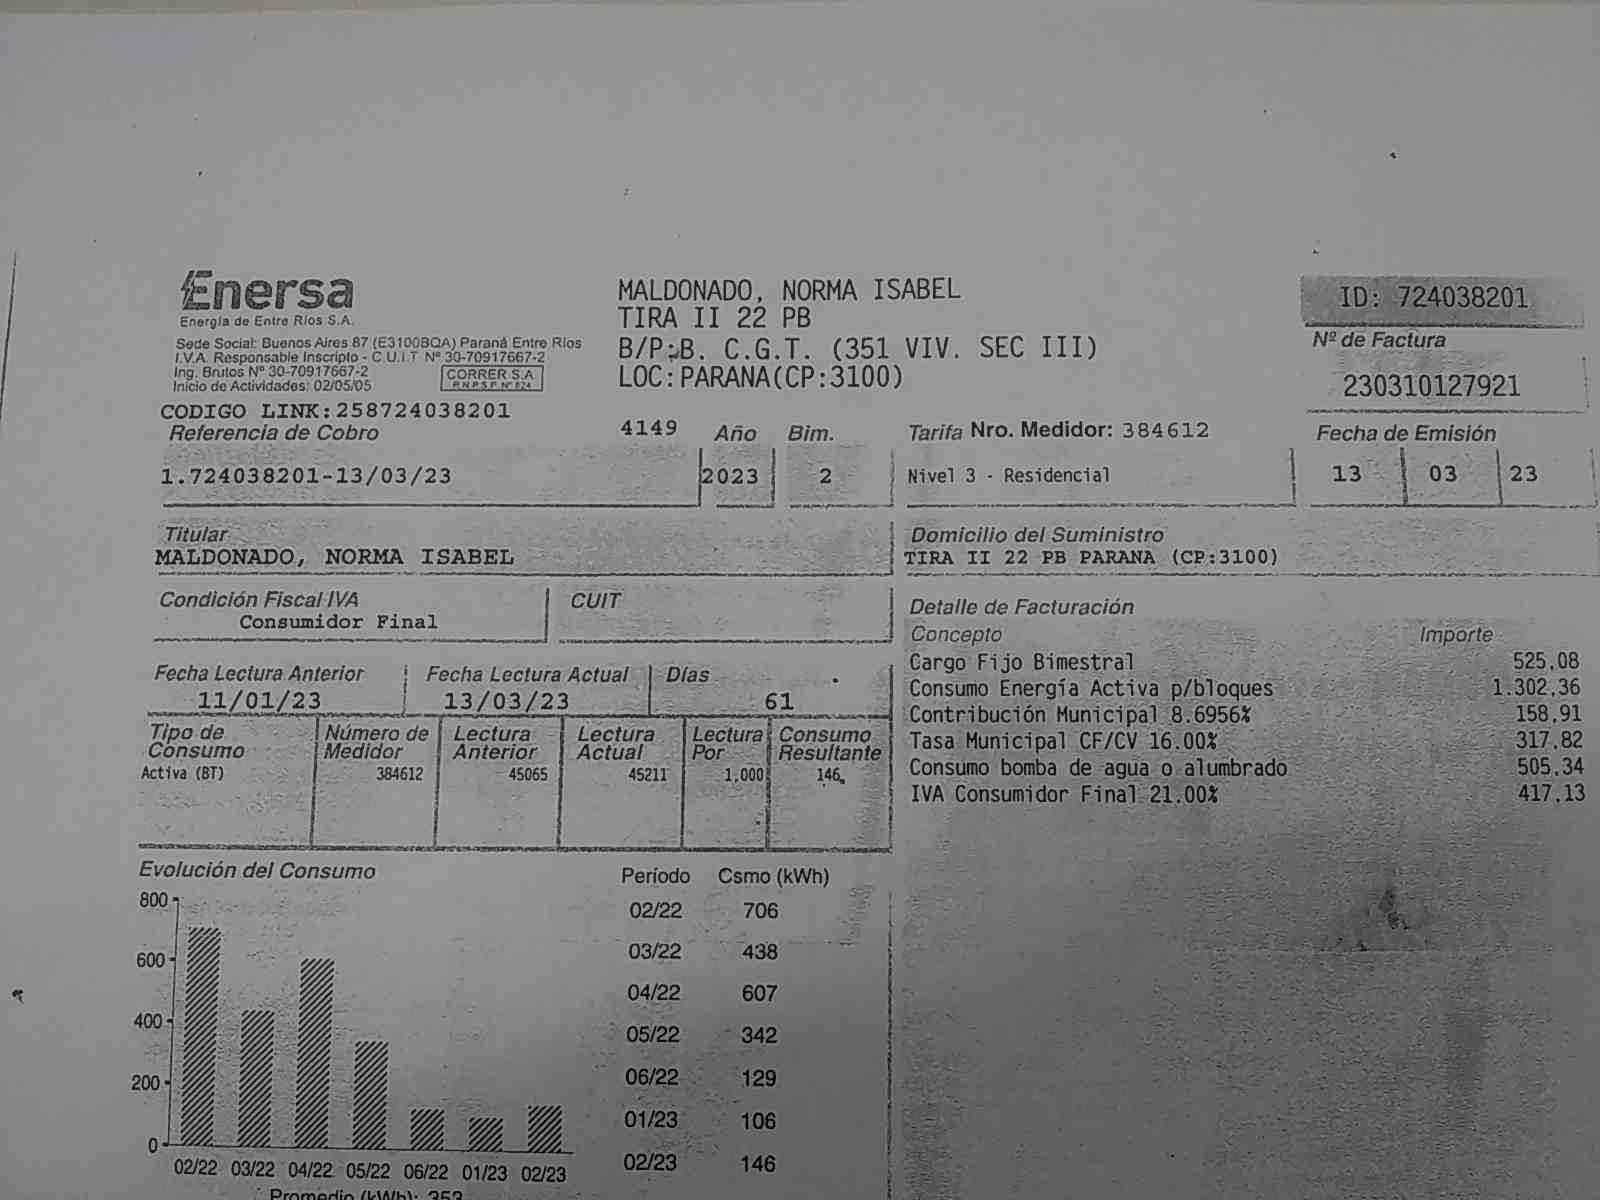 Enersa
Energía de Entre Ríos S.A.
Sede Social: Buenos Aires 87 (E3100BQA) Paraná Entre Ríos
I.V.A. Responsable Inscripto - C.U.I.T Nº 30-70917667-2
Ing. Brutos Nº 30-70917667-2
Inicio de Actividades: 02/05/05
CORRER S.A
R.N.P.S.P. Nº 824
CODIGO LINK:258724038201
MALDONADO, NORMA ISABEL
TIRA II 22 PB
B/P:B. C.G.T. (351 VIV. SEC III)
LOC:PARANA(CP:3100)
ID: 724038201
Nº de Factura
230310127921
Referencia de Cobro
4149
Año
Bim.
Tarifa Nro. Medidor: 384612
Fecha de Emisión
1.724038201-13/03/23
2023
2
Nivel 3 - Residencial
13
03
23
Titular
MALDONADO, NORMA ISABEL
Domicilio del Suministro
TIRA II 22 PB PARANA (CP:3100)
Condición Fiscal IVA
Consumidor Final
CUIT
Fecha Lectura Anterior
11/01/23
Fecha Lectura Actual
13/03/23
Días
61
Tipo de Consumo
Número de Medidor
Lectura Anterior
Lectura Actual
Lectura Por
Consumo Resultante
Activa (BT)
384612
45065
45211
1,000
146
Detalle de Facturación
Concepto
Importe
Cargo Fijo Bimestral 525,08
Consumo Energía Activa p/bloques 1.302,36
Contribución Municipal 8.6956% 158,91
Tasa Municipal CF/CV 16.00% 317,82
Consumo bomba de agua o alumbrado 505,34
IVA Consumidor Final 21.00% 417,13
Evolución del Consumo
800
600
400
200
0
02/22 03/22 04/22 05/22 06/22 01/23 02/23
Promedio (kWh): 353
Período Csmo (kWh)
02/22 706
03/22 438
04/22 607
05/22 342
06/22 129
01/23 106
02/23 146